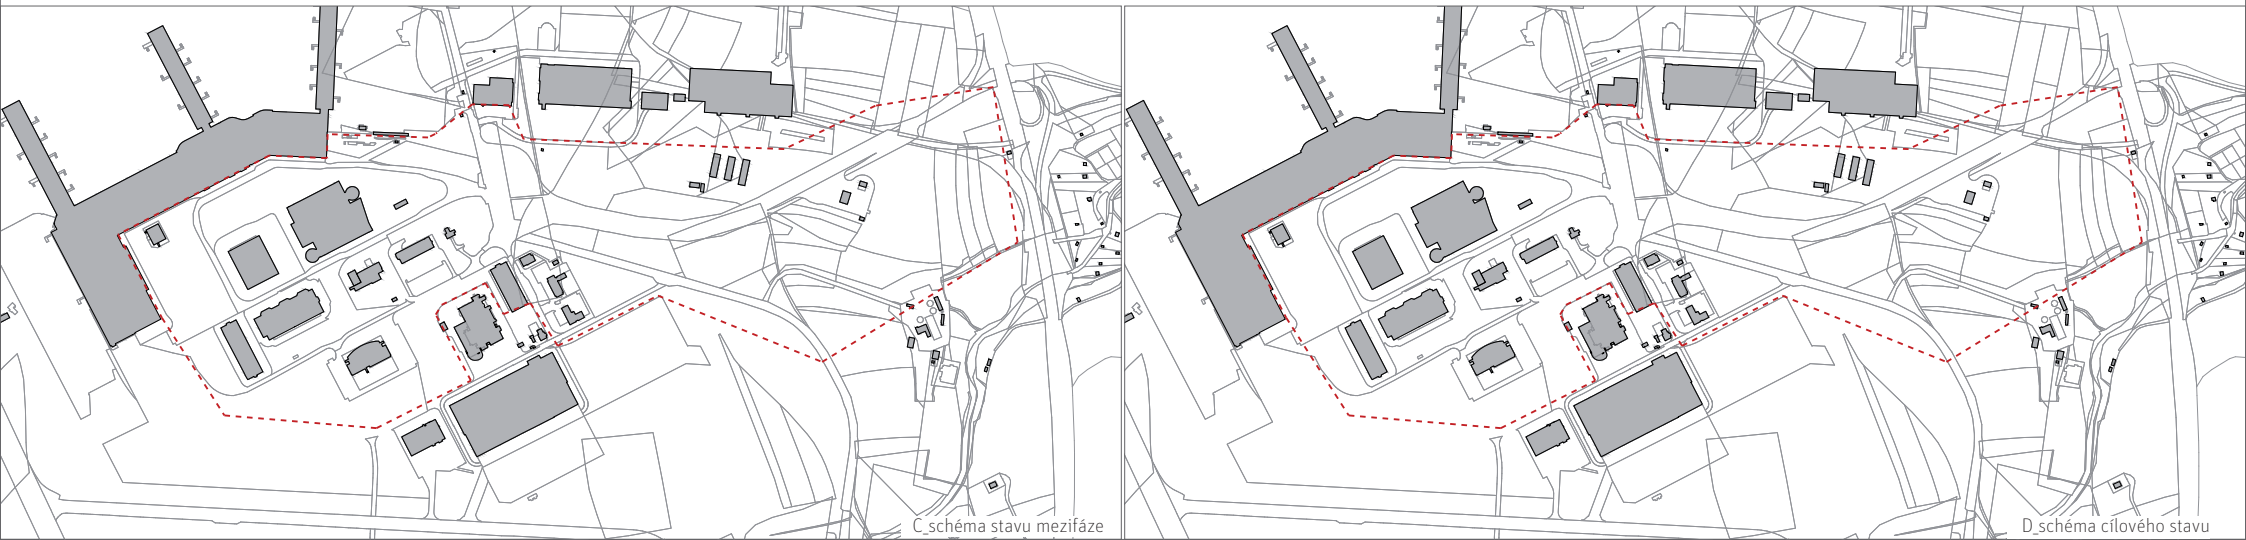 C_schéma stavu mezifáze
D_schéma cílového stavu